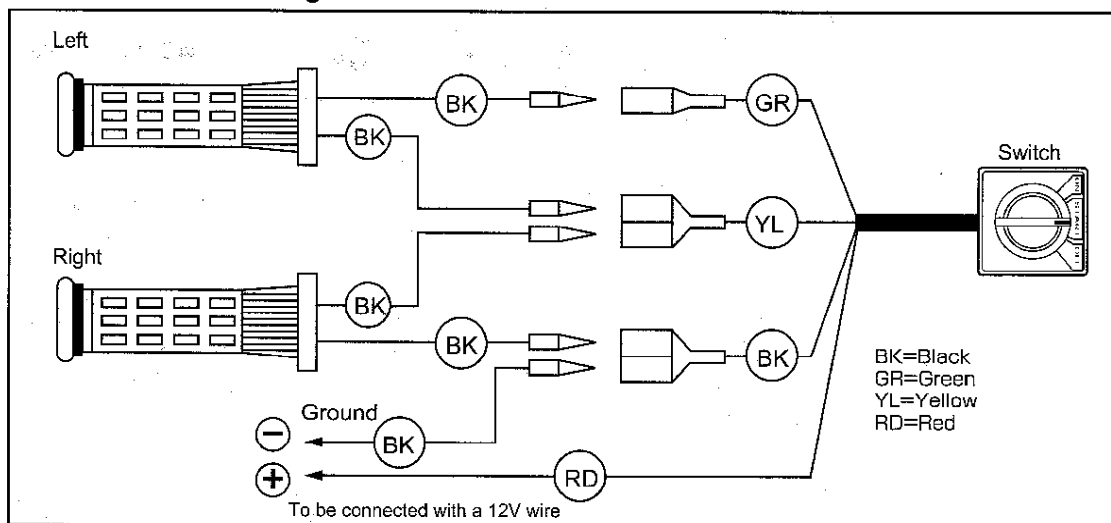 Left
BK
GR
BK
Switch
YL
Right
BK
BK
BK
BK=Black
GR=Green
YL=Yellow
RD=Red
Ground
−
BK
+
RD
To be connected with a 12V wire